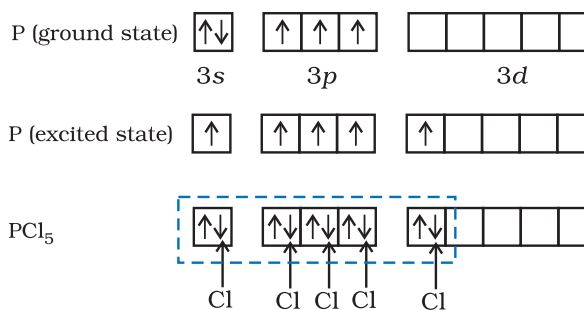 P (ground state)
3s 3p 3d
P (excited state)
PCl5
Cl Cl Cl Cl Cl